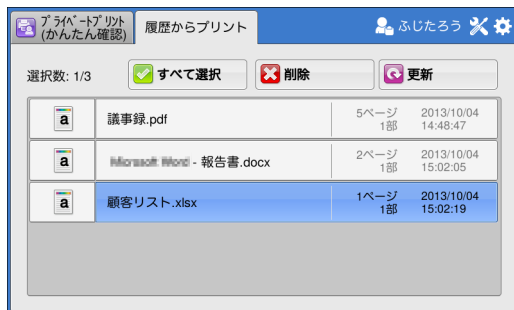 プライベートプリント
(かんたん確認)
履歴からプリント
ふじたろう
選択数: 1/3
すべて選択
削除
更新
a
議事録.pdf
5ページ
1部
2013/10/04
14:48:47
a
Microsoft Word - 報告書.docx
2ページ
1部
2013/10/04
15:02:05
a
顧客リスト.xlsx
1ページ
1部
2013/10/04
15:02:19